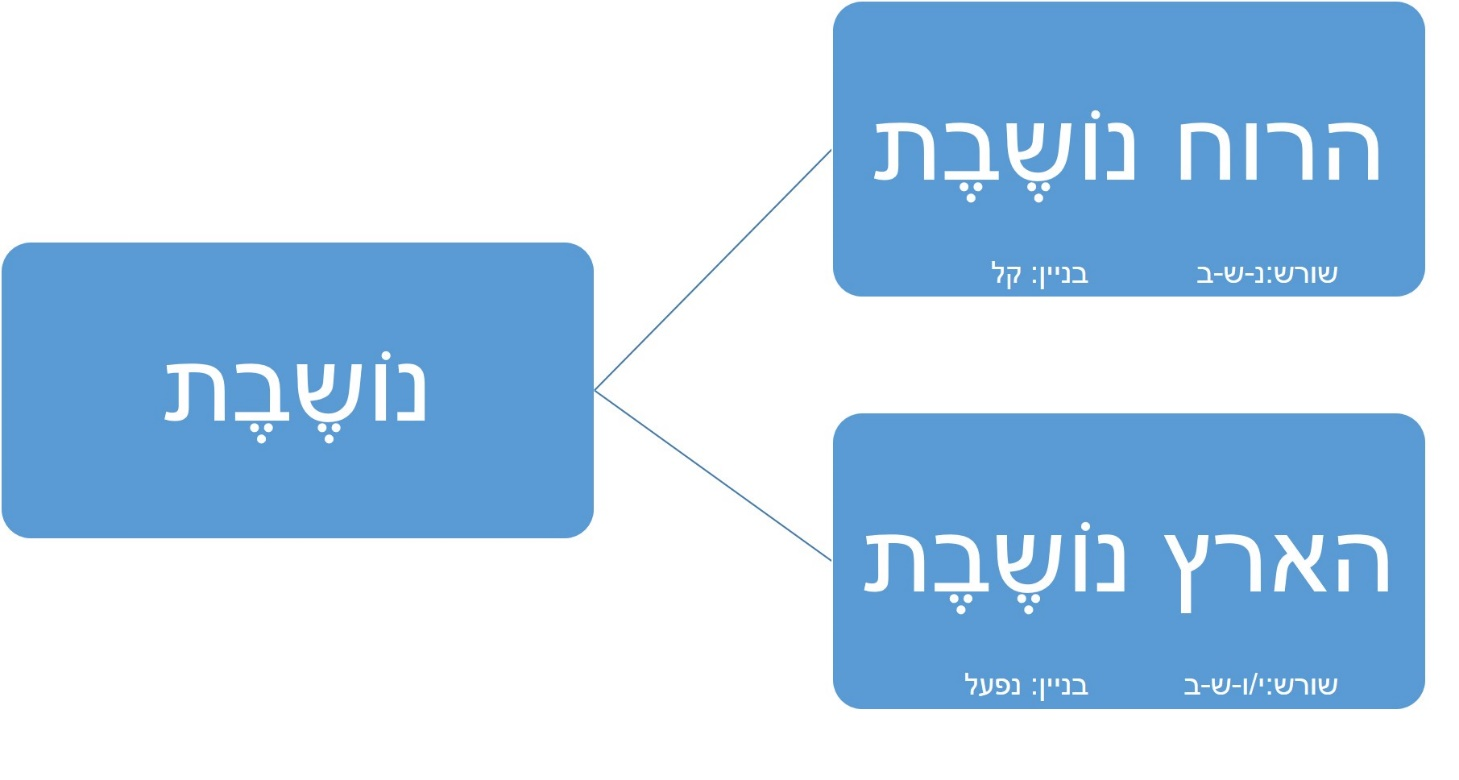 נוֹשֶׁבֶת
הרוח נוֹשֶׁבֶת
שורש:נ-ש-ב בניין: קל
הארץ נוֹשֶׁבֶת
שורש:י/ו-ש-ב בניין: נפעל